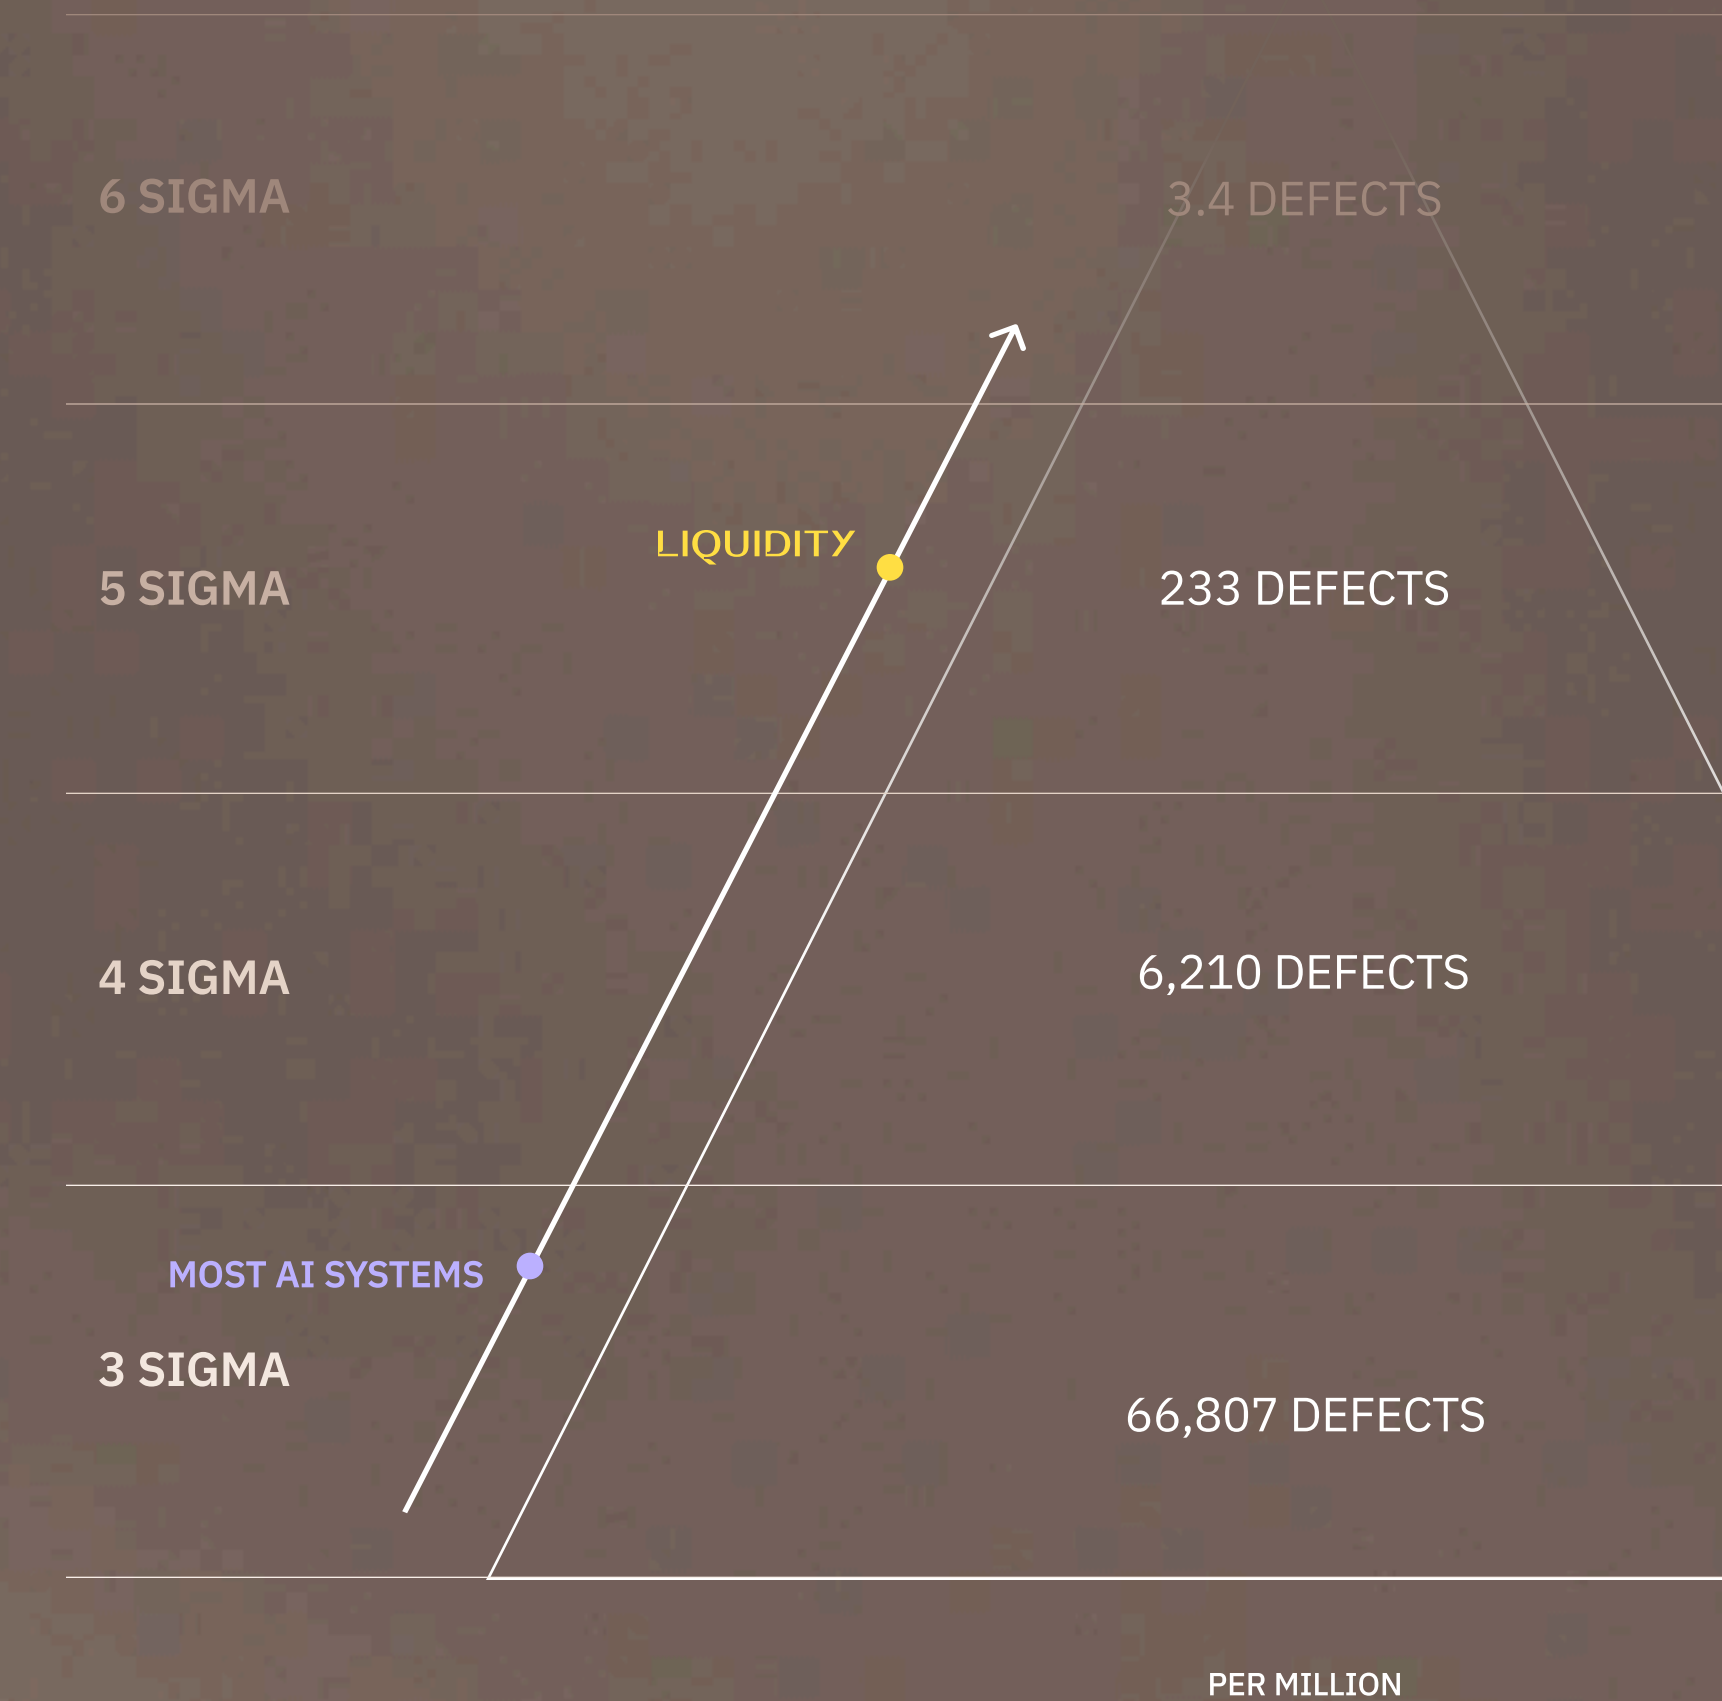 6 SIGMA
3.4 DEFECTS
LIQUIDITY
5 SIGMA
233 DEFECTS
4 SIGMA
6,210 DEFECTS
MOST AI SYSTEMS
3 SIGMA
66,807 DEFECTS
PER MILLION